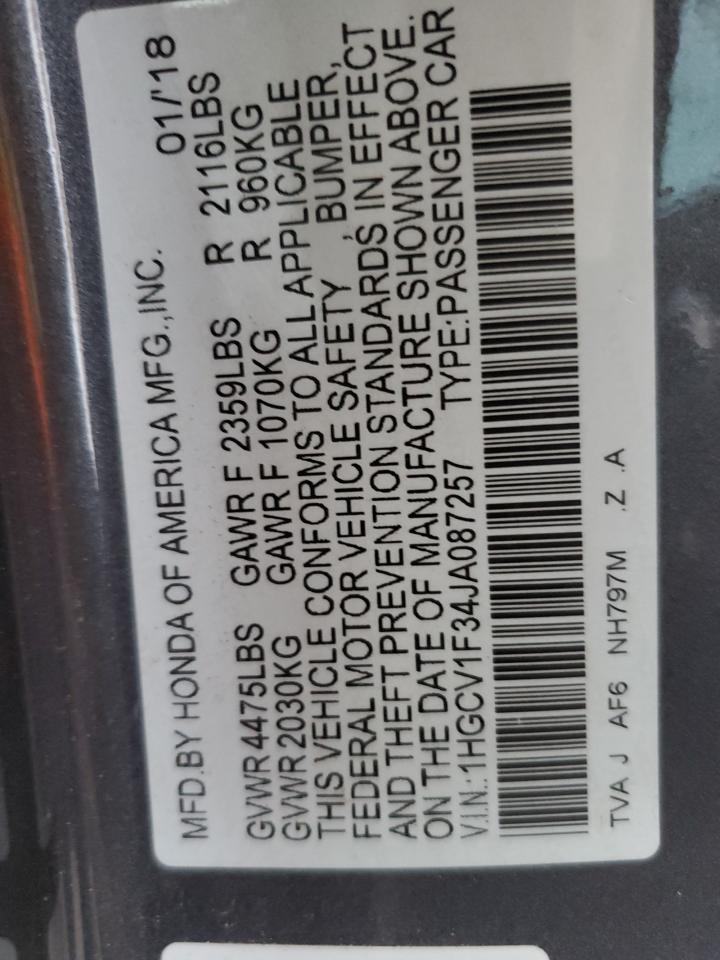 MFD.BY HONDA OF AMERICA MFG.,INC. 01/'18
GVWR 4475LBS GAWR F 2359LBS R 2116LBS
GVWR 2030KG GAWR F 1070KG R 960KG
THIS VEHICLE CONFORMS TO ALL APPLICABLE
FEDERAL MOTOR VEHICLE SAFETY, BUMPER,
AND THEFT PREVENTION STANDARDS IN EFFECT
ON THE DATE OF MANUFACTURE SHOWN ABOVE.
V.I.N.:1HGCV1F34JA087257 TYPE:PASSENGER CAR
TVA J AF6 NH797M .Z .A